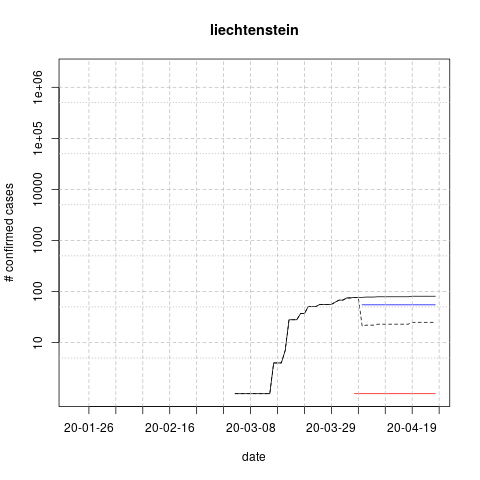 liechtenstein
# confirmed cases
1e+06
1e+05
10000
1000
100
10
20-01-26 20-02-16 20-03-08 20-03-29 20-04-19
date